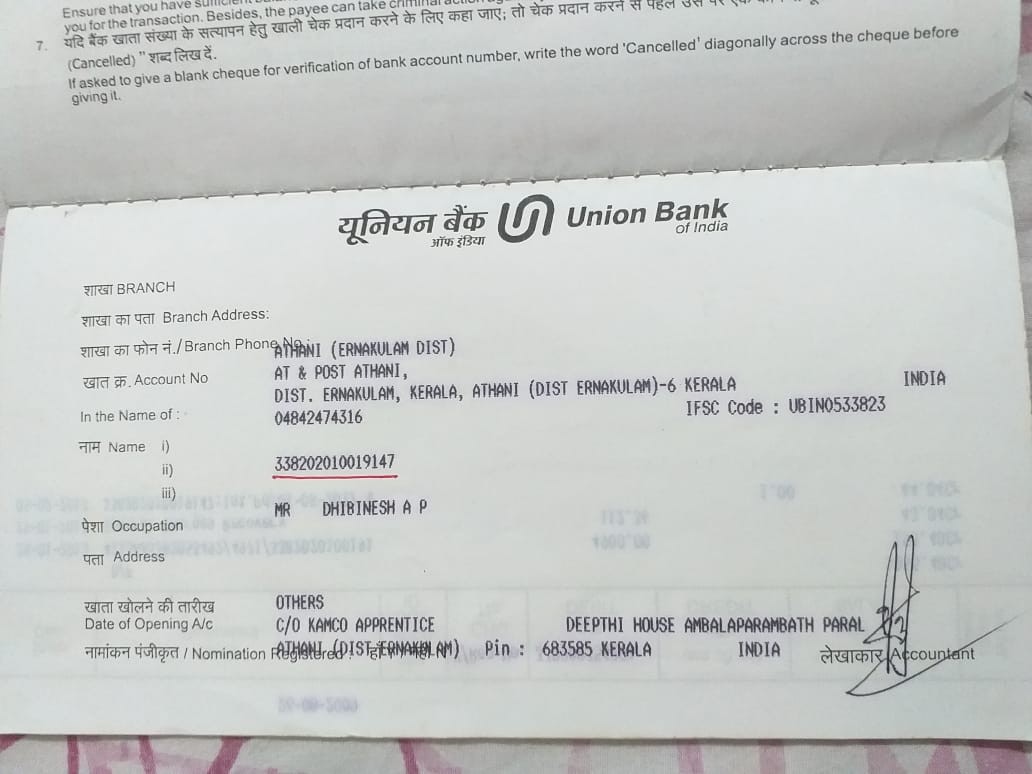 Ensure that you have sufficient
you for the transaction. Besides, the payee can take criminal
7. यदि बैंक खाता संख्या के सत्यापन हेतु खाली चेक प्रदान करने के लिए कहा जाए; तो चेक प्रदान करने से पहले उस पर
(Cancelled) " शब्द लिख दें.
If asked to give a blank cheque for verification of bank account number, write the word 'Cancelled' diagonally across the cheque before
giving it.
यूनियन बैंक Union Bank
ऑफ इंडिया of India
शाखा BRANCH
शाखा का पता Branch Address:
शाखा का फोन नं./ Branch Phone No.:
ATHANI (ERNAKULAM DIST)
खात क्र. Account No AT & POST ATHANI,
DIST. ERNAKULAM, KERALA, ATHANI (DIST ERNAKULAM)-6 KERALA INDIA
In the Name of : 04842474316 IFSC Code : UBIN0533823
नाम Name i)
ii) 338202010019147
iii)
MR DHIBINESH A P
पेशा Occupation
पता Address
खाता खोलने की तारीख OTHERS
Date of Opening A/c C/O KAMCO APPRENTICE DEEPTHI HOUSE AMBALAPARAMBATH PARAL
नामांकन पंजीकृत / Nomination Registered :
ATHANI (DIST ERNAKULAM) Pin : 683585 KERALA INDIA लेखाकार Accountant